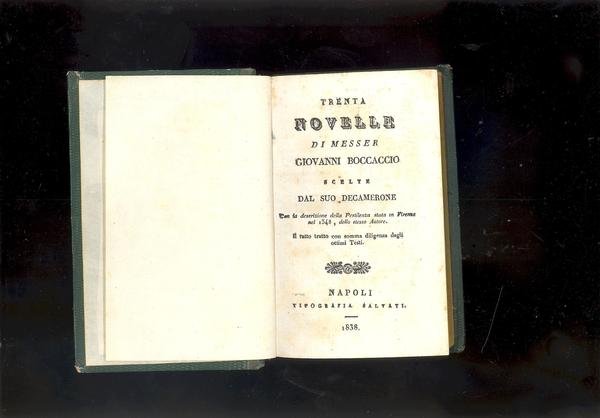 TRENTA
NOVELLE
DI MESSER
GIOVANNI BOCCACCIO
SCELTE
DAL SUO DECAMERONE
Con la descrizione della Pestilenza stata in Firenze
nel 1348, dello stesso Autore.
Il tutto tratto con somma diligenza dagli
ottimi Testi.
NAPOLI
TIPOGRAFIA SALVATI.
1838.